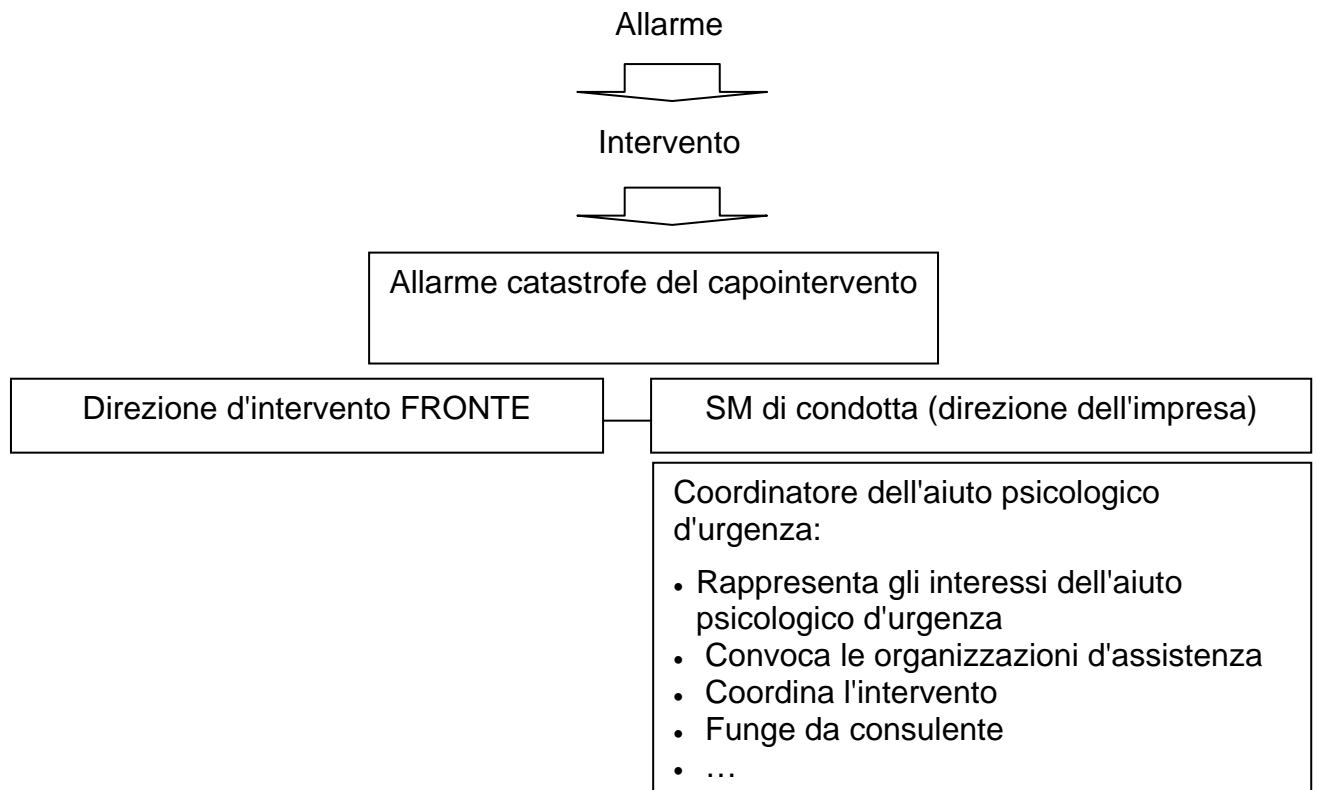 Allarme
Intervento
Allarme catastrofe del capointervento
Direzione d'intervento FRONTE
SM di condotta (direzione dell'impresa)
Coordinatore dell'aiuto psicologico
d'urgenza:
• Rappresenta gli interessi dell'aiuto
psicologico d'urgenza
• Convoca le organizzazioni d'assistenza
• Coordina l'intervento
• Funge da consulente
• …